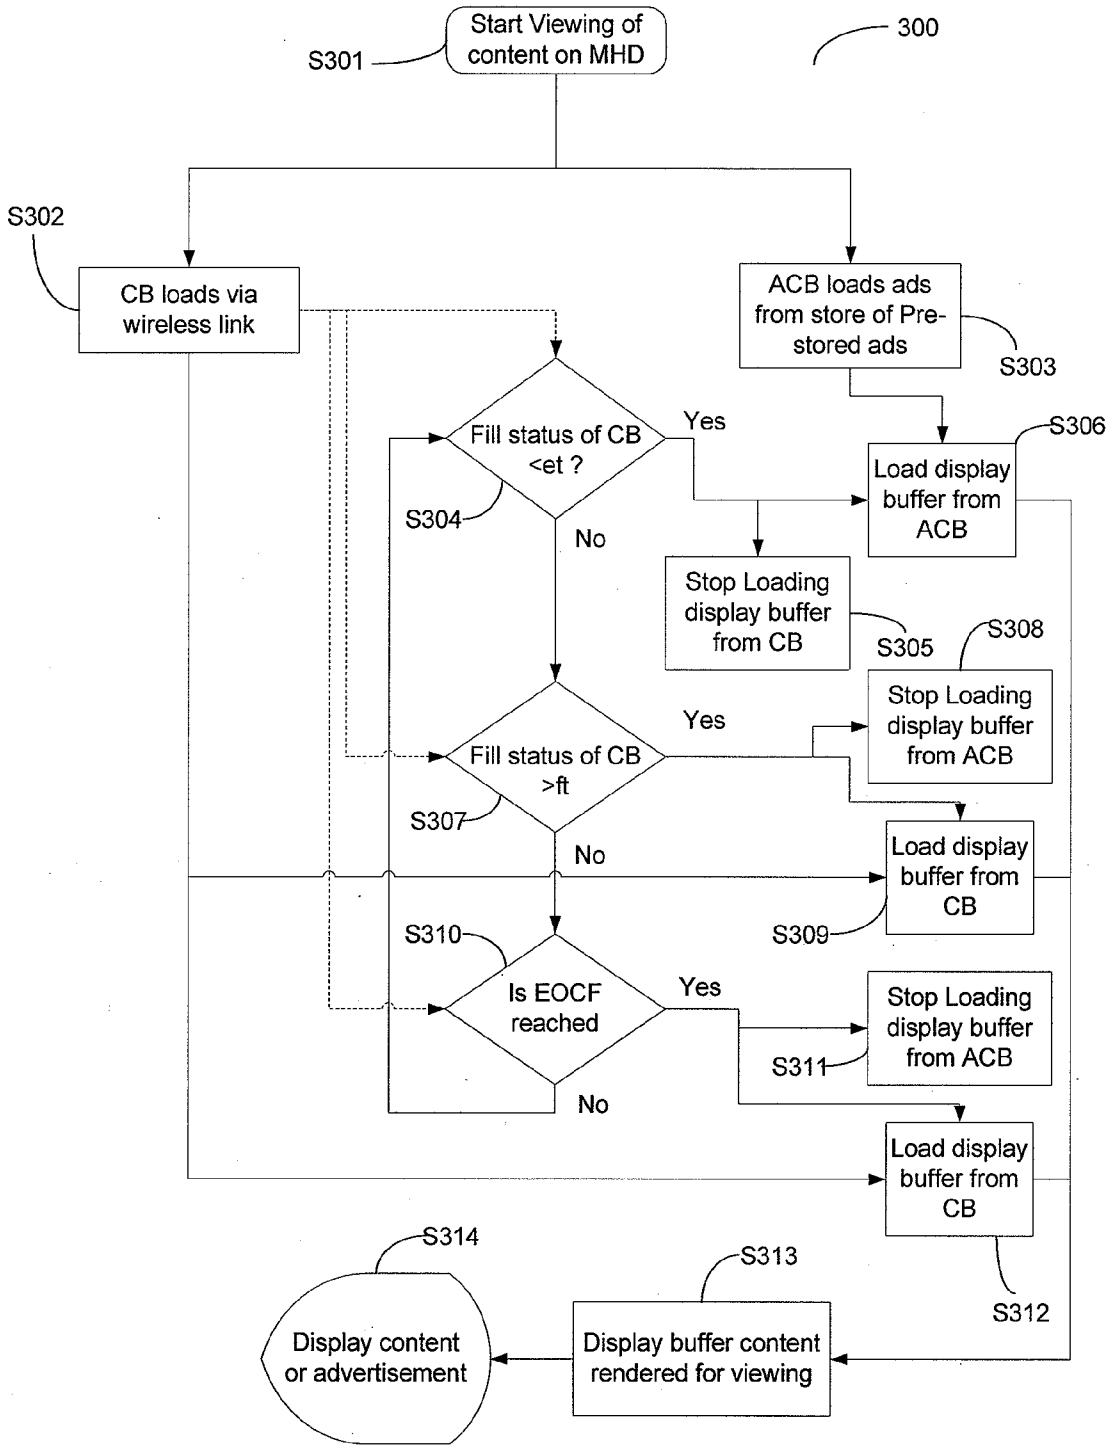 Start Viewing of
content on MHD
S301
300
S302
CB loads via
wireless link
ACB loads ads
from store of Pre-
stored ads
S303
Fill status of CB
<et ?
Yes
S304
No
S306
Load display
buffer from
ACB
Stop Loading
display buffer
from CB
S305
S308
Stop Loading
display buffer
from ACB
Fill status of CB
>ft
Yes
S307
No
Load display
buffer from
CB
S309
S310
Is EOCF
reached
Yes
No
Stop Loading
display buffer
from ACB
S311
Load display
buffer from
CB
S312
S313
Display buffer content
rendered for viewing
S314
Display content
or advertisement